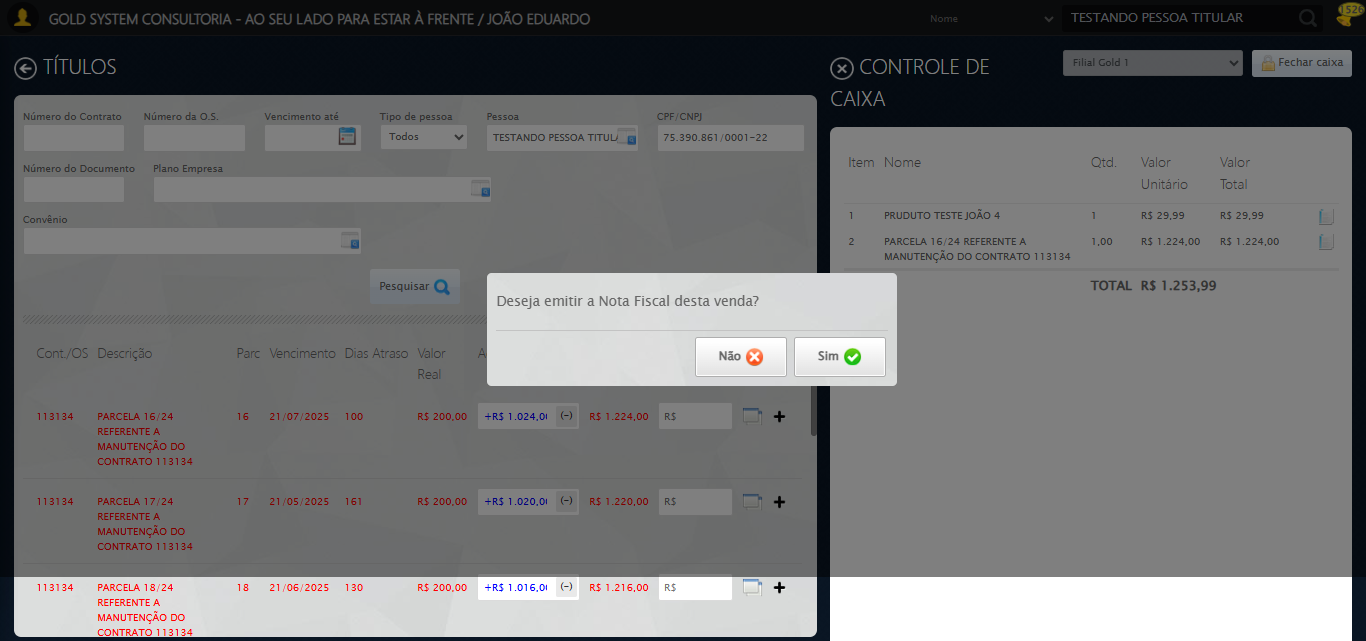 GOLD SYSTEM CONSULTORIA - AO SEU LADO PARA ESTAR À FRENTE / JOÃO EDUARDO
Nome
TESTANDO PESSOA TITULAR
1526
TÍTULOS
Número do Contrato
Número da O.S.
Vencimento até
Tipo de pessoa
Pessoa
CPF/CNPJ
Todos
TESTANDO PESSOA TITULA
75.390.861/0001-22
Número do Documento
Plano Empresa
Convênio
Pesquisar
Cont./OS Descrição Parc Vencimento Dias Atraso Valor Real
113134 PARCELA 16/24 16 21/07/2025 100 R$ 200,00 +R$ 1.024,00 (-) R$ 1.224,00 R$
REFERENTE A
MANUTENÇÃO DO
CONTRATO 113134
113134 PARCELA 17/24 17 21/05/2025 161 R$ 200,00 +R$ 1.020,00 (-) R$ 1.220,00 R$
REFERENTE A
MANUTENÇÃO DO
CONTRATO 113134
113134 PARCELA 18/24 18 21/06/2025 130 R$ 200,00 +R$ 1.016,00 (-) R$ 1.216,00 R$
REFERENTE A
MANUTENÇÃO DO
CONTRATO 113134
Deseja emitir a Nota Fiscal desta venda?
Não
Sim
CONTROLE DE
CAIXA
Filial Gold 1
Fechar caixa
Item Nome Qtd. Valor Unitário Valor Total
1 PRUDUTO TESTE JOÃO 4 1 R$ 29,99 R$ 29,99
2 PARCELA 16/24 REFERENTE A 1,00 R$ 1.224,00 R$ 1.224,00
MANUTENÇÃO DO CONTRATO 113134
TOTAL R$ 1.253,99